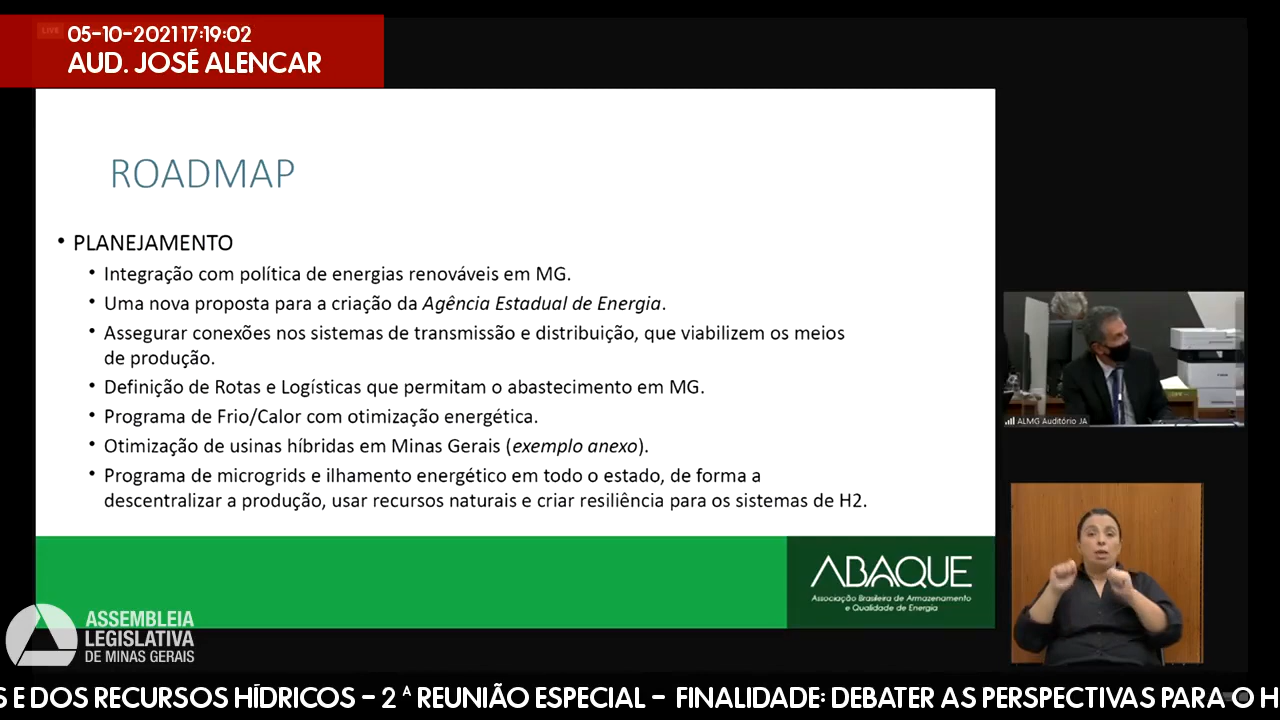 LIVE
05-10-2021 17:19:02
AUD. JOSÉ ALENCAR
ROADMAP
• PLANEJAMENTO
• Integração com política de energias renováveis em MG.
• Uma nova proposta para a criação da Agência Estadual de Energia.
• Assegurar conexões nos sistemas de transmissão e distribuição, que viabilizem os meios
de produção.
• Definição de Rotas e Logísticas que permitam o abastecimento em MG.
• Programa de Frio/Calor com otimização energética.
• Otimização de usinas híbridas em Minas Gerais (exemplo anexo).
• Programa de microgrids e ilhamento energético em todo o estado, de forma a
descentralizar a produção, usar recursos naturais e criar resiliência para os sistemas de H2.
ABAQUE
Associação Brasileira de Armazenamento
e Qualidade de Energia
ALMG Auditório JA
ASSEMBLEIA
LEGISLATIVA
DE MINAS GERAIS
S E DOS RECURSOS HÍDRICOS - 2 ª REUNIÃO ESPECIAL - FINALIDADE: DEBATER AS PERSPECTIVAS PARA O H